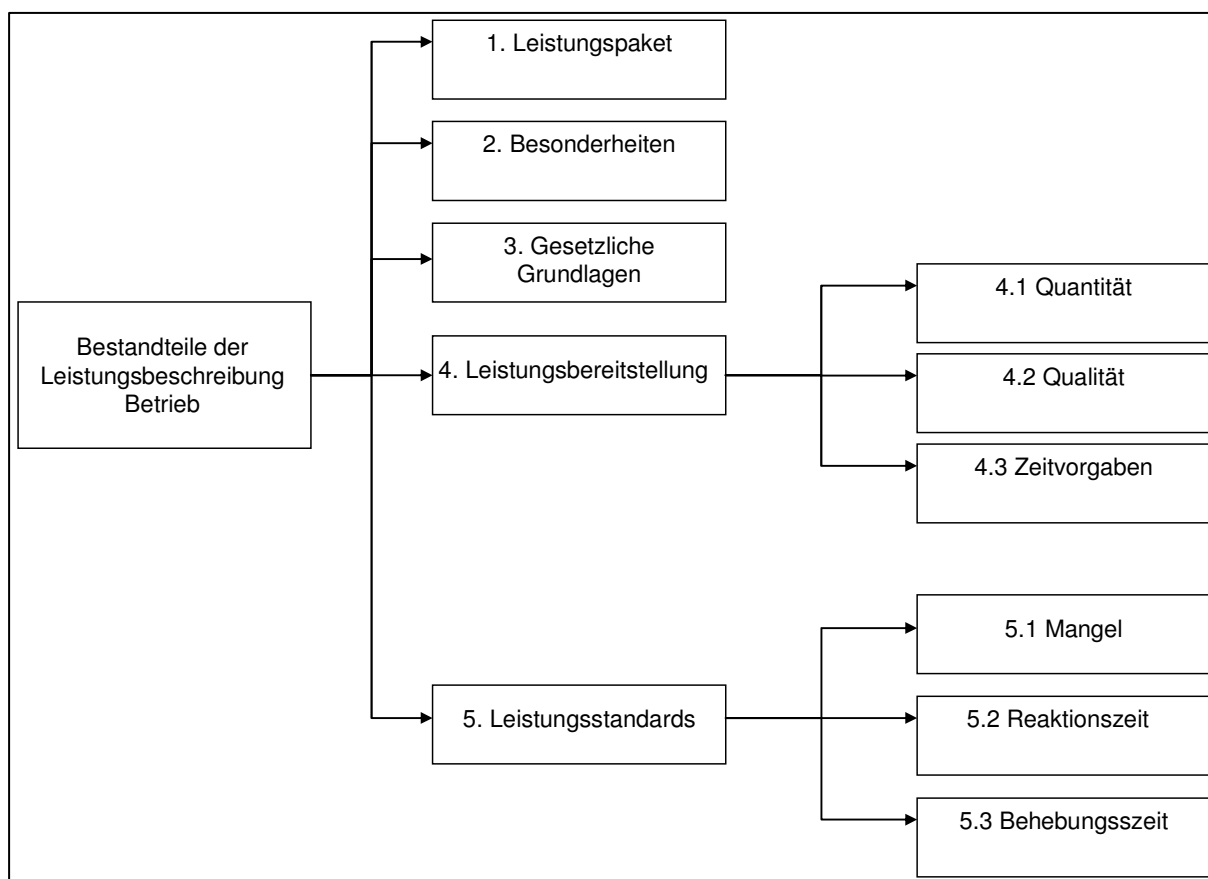 1. Leistungspaket
2. Besonderheiten
3. Gesetzliche
Grundlagen
Bestandteile der
Leistungsbeschreibung
Betrieb
4. Leistungsbereitstellung
4.1 Quantität
4.2 Qualität
4.3 Zeitvorgaben
5. Leistungsstandards
5.1 Mangel
5.2 Reaktionszeit
5.3 Behebungsszeit